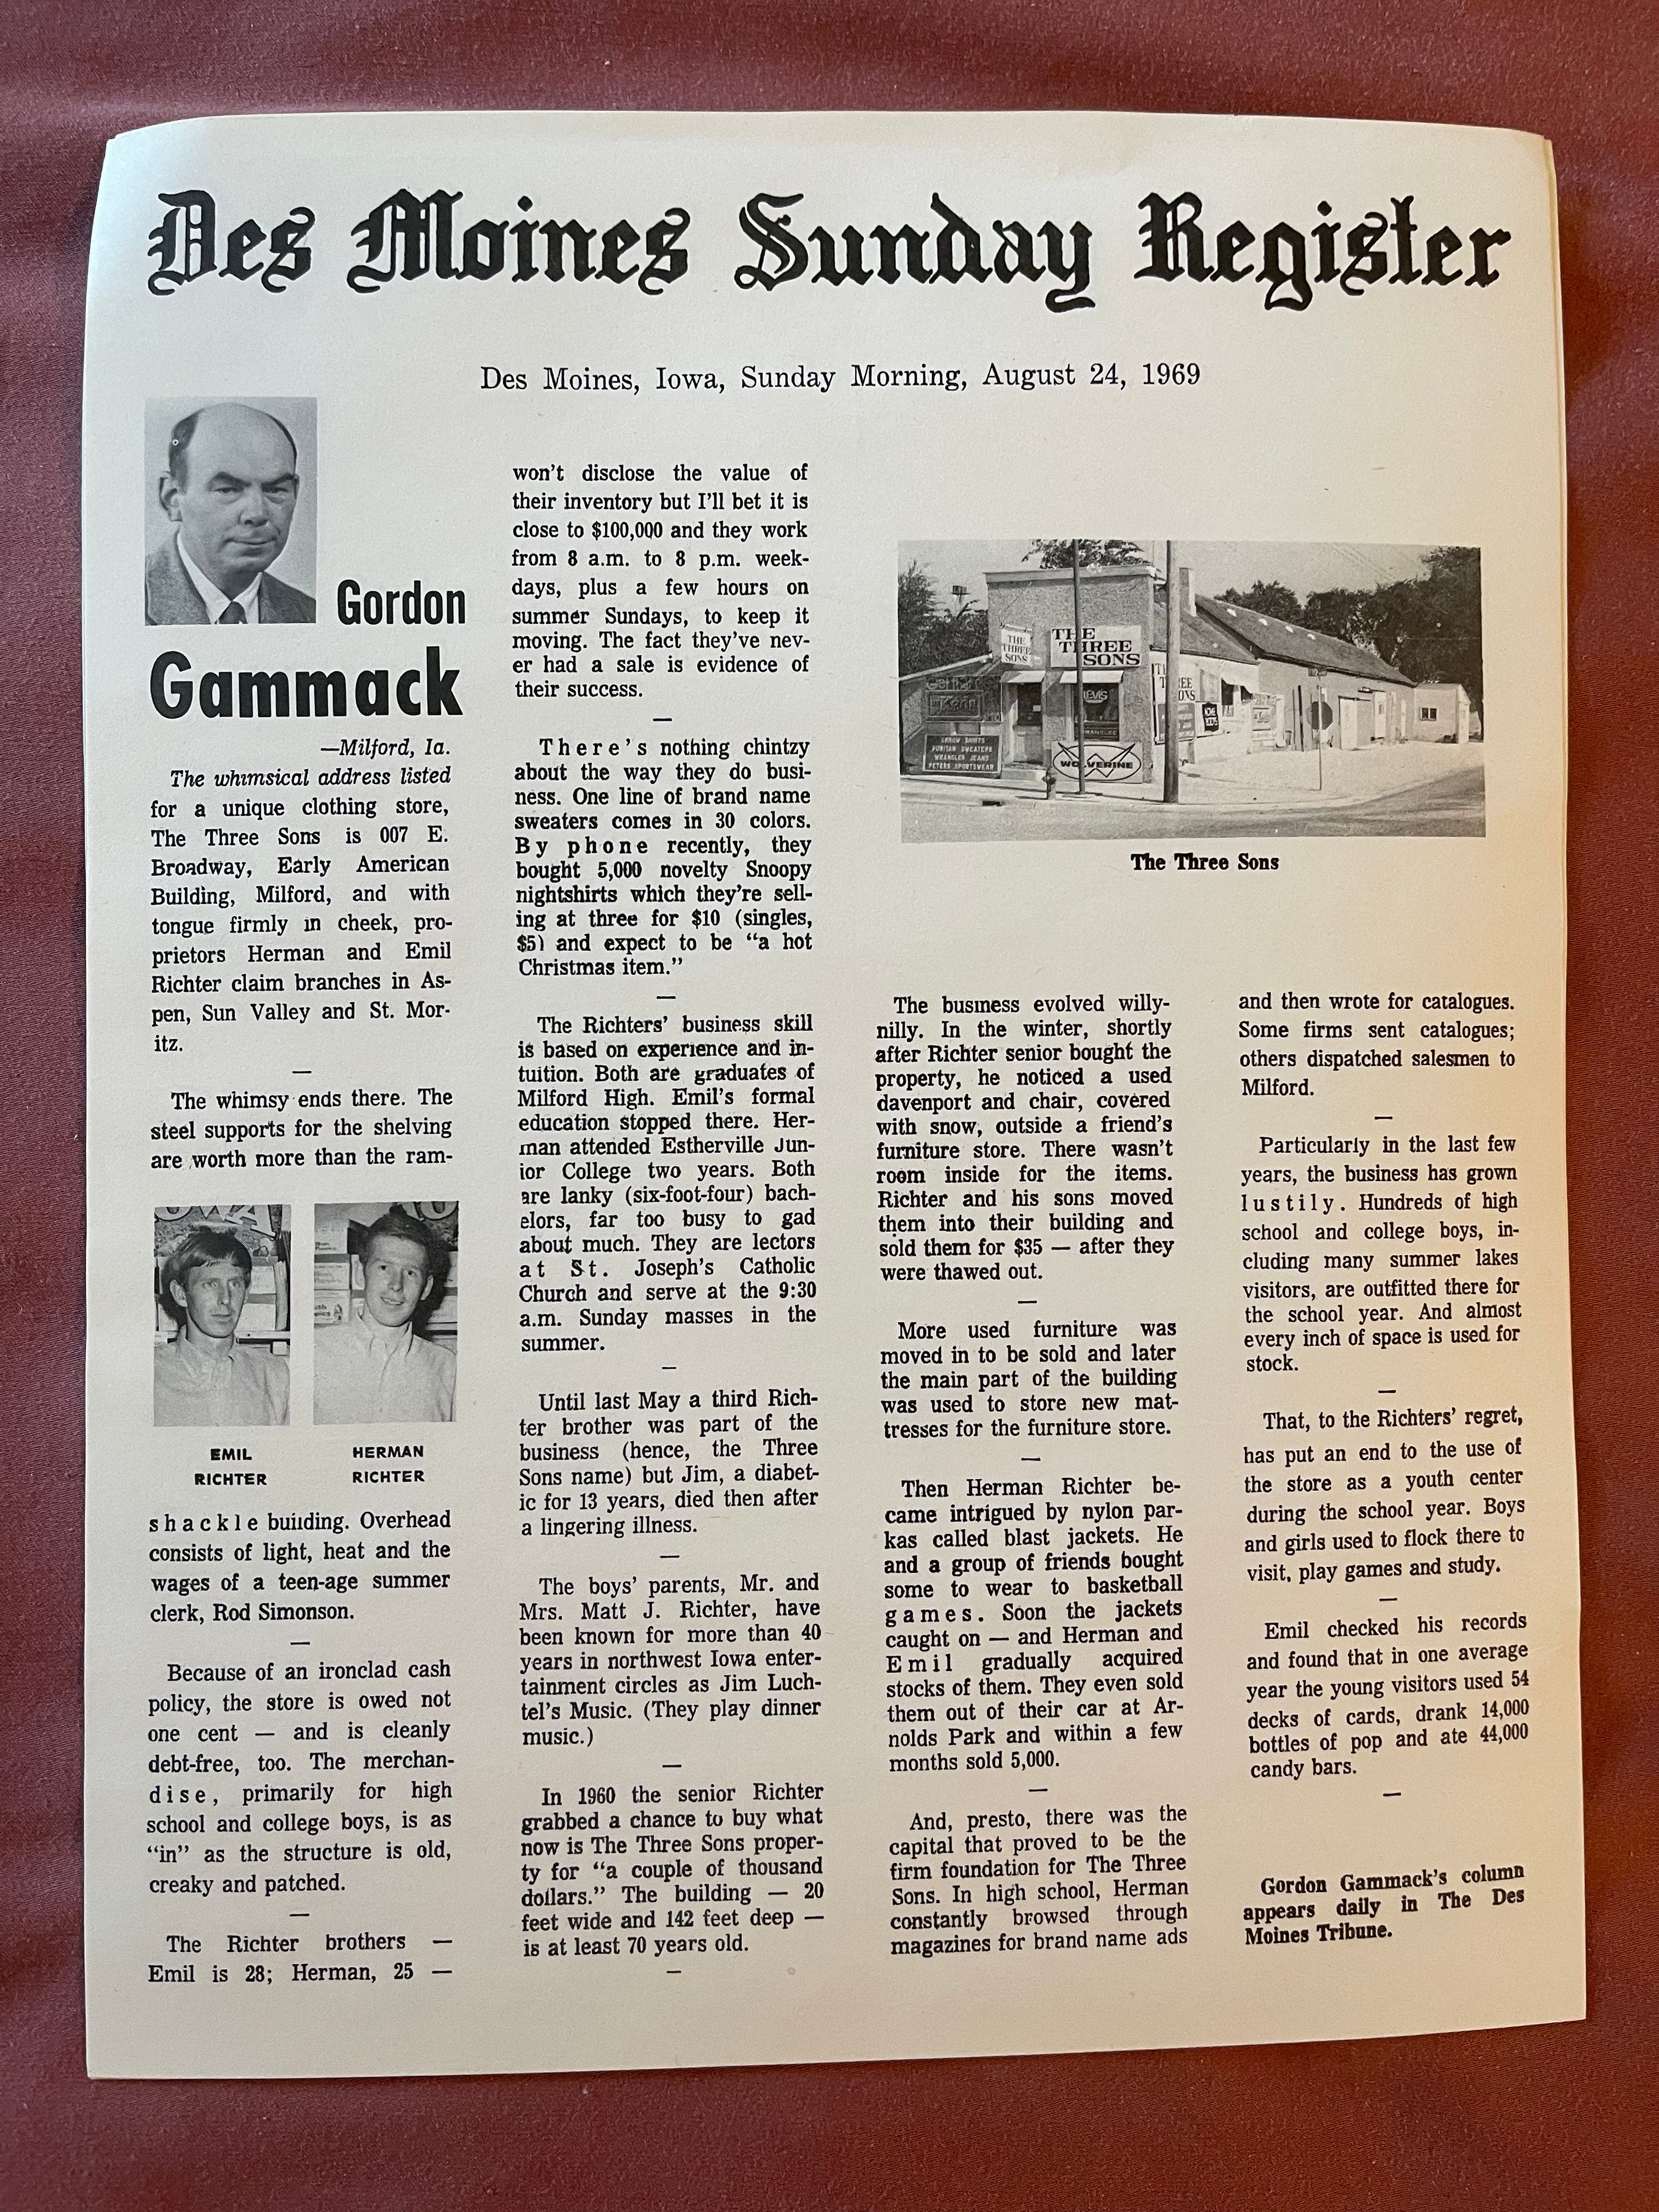 Des Moines Sunday Register
Des Moines, Iowa, Sunday Morning, August 24, 1969
Gordon
Gammack
—Milford, Ia.
The whimsical address listed
for a unique clothing store,
The Three Sons is 007 E.
Broadway, Early American
Building, Milford, and with
tongue firmly in cheek, pro-
prietors Herman and Emil
Richter claim branches in As-
pen, Sun Valley and St. Mor-
itz.
—
The whimsy ends there. The
steel supports for the shelving
are worth more than the ram-
EMIL
RICHTER
HERMAN
RICHTER
shackle building. Overhead
consists of light, heat and the
wages of a teen-age summer
clerk, Rod Simonson.
—
Because of an ironclad cash
policy, the store is owed not
one cent — and is cleanly
debt-free, too. The merchan-
dise, primarily for high
school and college boys, is as
“in” as the structure is old,
creaky and patched.
—
The Richter brothers —
Emil is 28; Herman, 25 —
won’t disclose the value of
their inventory but I’ll bet it is
close to $100,000 and they work
from 8 a.m. to 8 p.m. week-
days, plus a few hours on
summer Sundays, to keep it
moving. The fact they’ve nev-
er had a sale is evidence of
their success.
—
There’s nothing chintzy
about the way they do busi-
ness. One line of brand name
sweaters comes in 30 colors.
By phone recently, they
bought 5,000 novelty Snoopy
nightshirts which they’re sell-
ing at three for $10 (singles,
$5) and expect to be “a hot
Christmas item.”
—
The Richters’ business skill
is based on experience and in-
tuition. Both are graduates of
Milford High. Emil’s formal
education stopped there. Her-
man attended Estherville Jun-
ior College two years. Both
are lanky (six-foot-four) bach-
elors, far too busy to gad
about much. They are lectors
at St. Joseph’s Catholic
Church and serve at the 9:30
a.m. Sunday masses in the
summer.
—
Until last May a third Rich-
ter brother was part of the
business (hence, the Three
Sons name) but Jim, a diabet-
ic for 13 years, died then after
a lingering illness.
—
The boys’ parents, Mr. and
Mrs. Matt J. Richter, have
been known for more than 40
years in northwest Iowa enter-
tainment circles as Jim Luch-
tel’s Music. (They play dinner
music.)
—
In 1960 the senior Richter
grabbed a chance to buy what
now is The Three Sons proper-
ty for “a couple of thousand
dollars.” The building — 20
feet wide and 142 feet deep —
is at least 70 years old.
—
THE
THREE
SONS
THE
THREE
SONS
LEVIS
WRANGLER
ARROW SHIRTS
PURITAN SWEATERS
WRANGLER JEANS
PETERS SPORTSWEAR
WOLVERINE
The Three Sons
The business evolved willy-
nilly. In the winter, shortly
after Richter senior bought the
property, he noticed a used
davenport and chair, covered
with snow, outside a friend’s
furniture store. There wasn’t
room inside for the items.
Richter and his sons moved
them into their building and
sold them for $35 — after they
were thawed out.
—
More used furniture was
moved in to be sold and later
the main part of the building
was used to store new mat-
tresses for the furniture store.
—
Then Herman Richter be-
came intrigued by nylon par-
kas called blast jackets. He
and a group of friends bought
some to wear to basketball
games. Soon the jackets
caught on — and Herman and
Emil gradually acquired
stocks of them. They even sold
them out of their car at Ar-
nolds Park and within a few
months sold 5,000.
—
And, presto, there was the
capital that proved to be the
firm foundation for The Three
Sons. In high school, Herman
constantly browsed through
magazines for brand name ads
and then wrote for catalogues.
Some firms sent catalogues;
others dispatched salesmen to
Milford.
—
Particularly in the last few
years, the business has grown
lustily. Hundreds of high
school and college boys, in-
cluding many summer lakes
visitors, are outfitted there for
the school year. And almost
every inch of space is used for
stock.
—
That, to the Richters’ regret,
has put an end to the use of
the store as a youth center
during the school year. Boys
and girls used to flock there to
visit, play games and study.
—
Emil checked his records
and found that in one average
year the young visitors used 54
decks of cards, drank 14,000
bottles of pop and ate 44,000
candy bars.
—
Gordon Gammack’s column
appears daily in The Des
Moines Tribune.